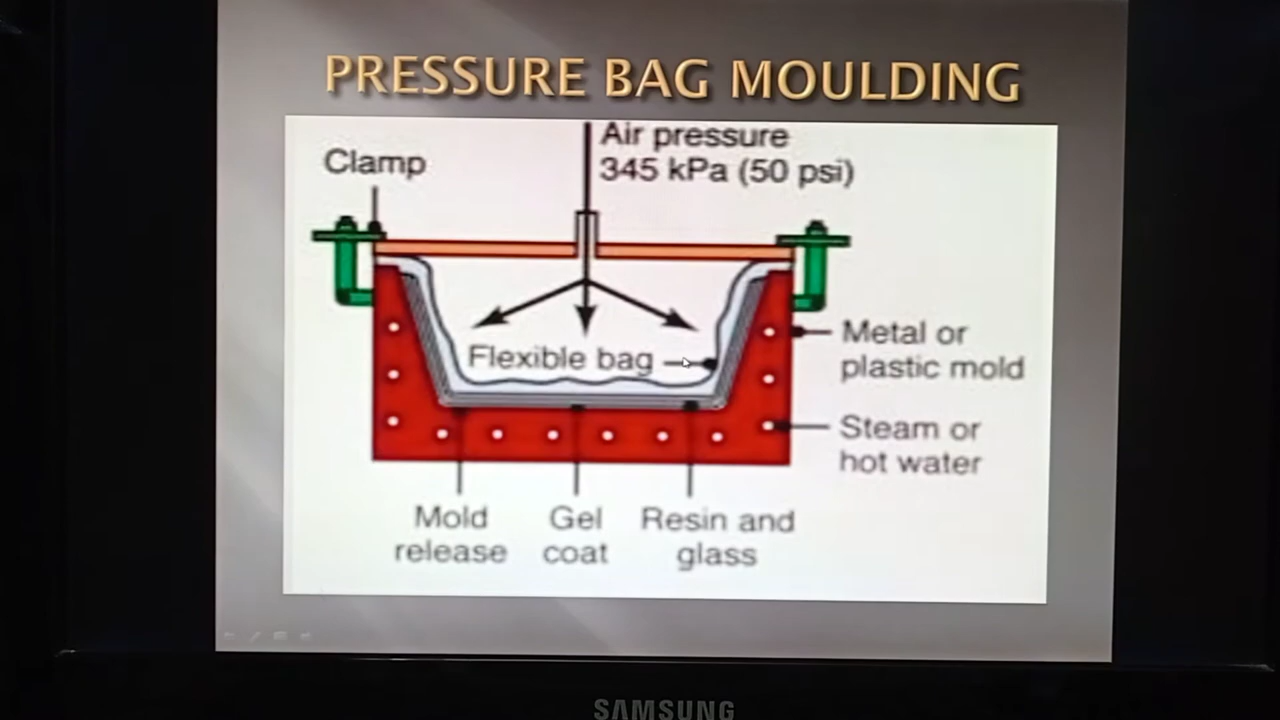 PRESSURE BAG MOULDING
Air pressure
345 kPa (50 psi)
Clamp
Flexible bag
Metal or
plastic mold
Steam or
hot water
Mold
release
Gel
coat
Resin and
glass
SAMSUNG